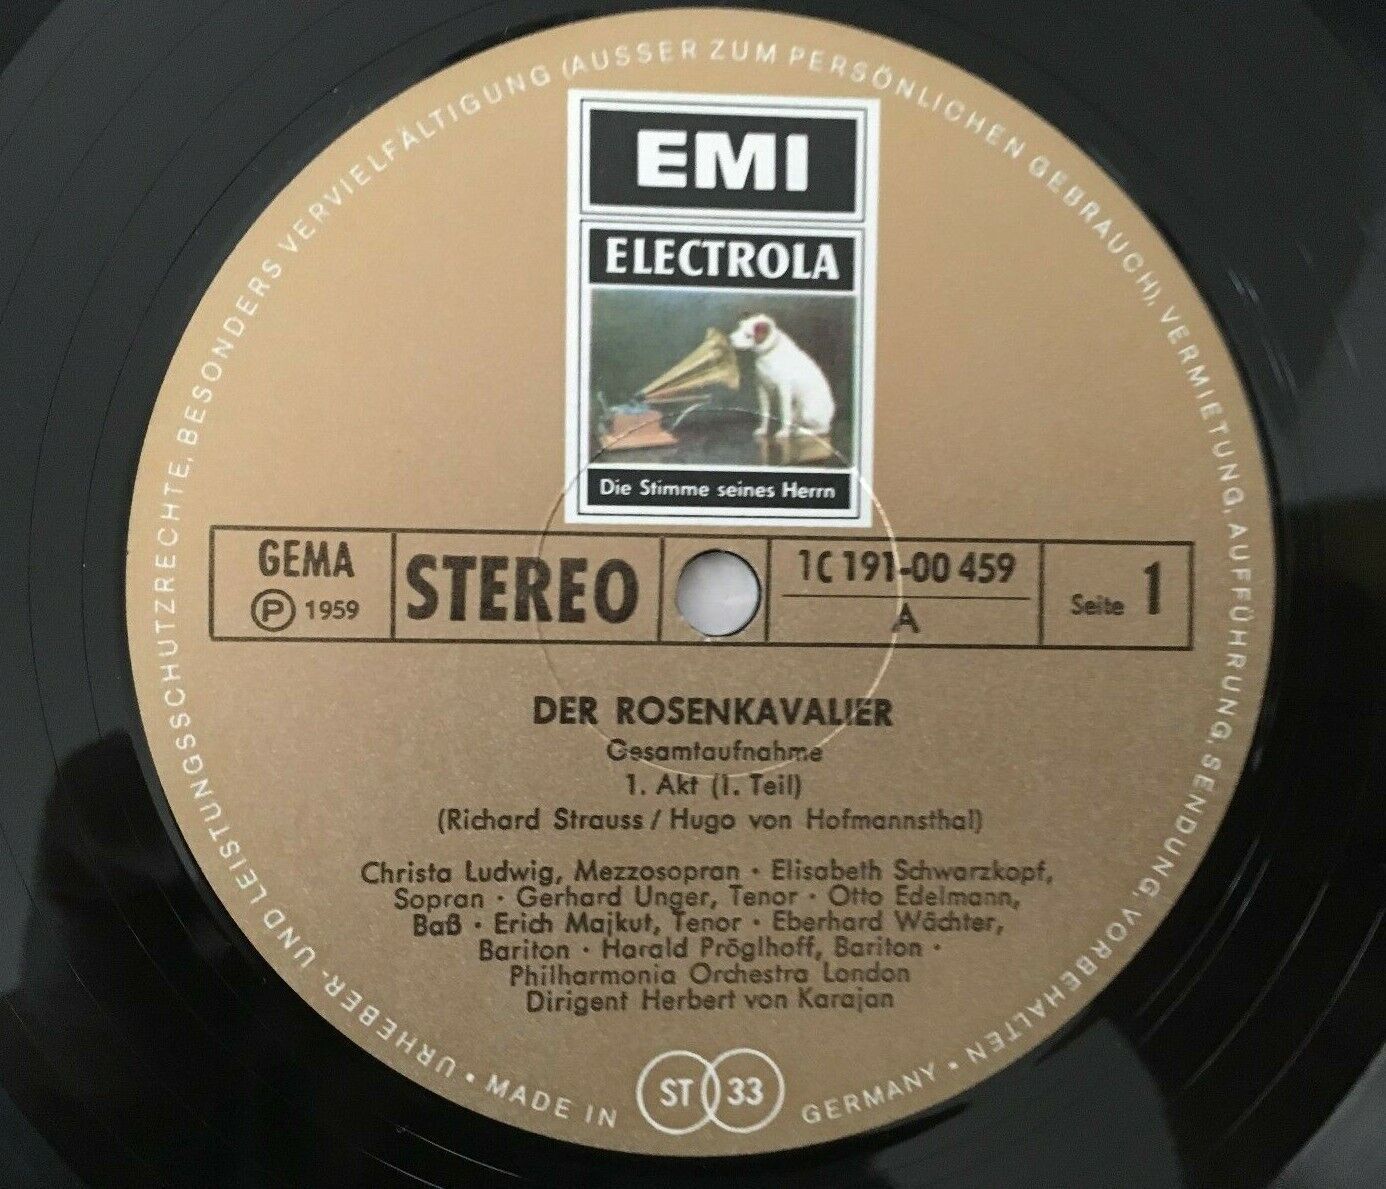 URHEBER- UND LEISTUNGSSCHUTZRECHTE, BESONDERS VERVIELFÄLTIGUNG (AUSSER ZUM PERSÖNLICHEN GEBRAUCH), VERMIETUNG, AUFFÜHRUNG, SENDUNG, VORBEHALTEN •
EMI
ELECTROLA
Die Stimme seines Herrn
GEMA
Ⓟ 1959
STEREO
1C 191-00 459
A
Seite 1
DER ROSENKAVALIER
Gesamtaufnahme
1. Akt (I. Teil)
(Richard Strauss / Hugo von Hofmannsthal)
Christa Ludwig, Mezzosopran • Elisabeth Schwarzkopf,
Sopran • Gerhard Unger, Tenor • Otto Edelmann,
Baß • Erich Majkut, Tenor • Eberhard Wächter,
Bariton • Harald Pröglhoff, Bariton •
Philharmonia Orchestra London
Dirigent Herbert von Karajan
ST 33
• MADE IN GERMANY •